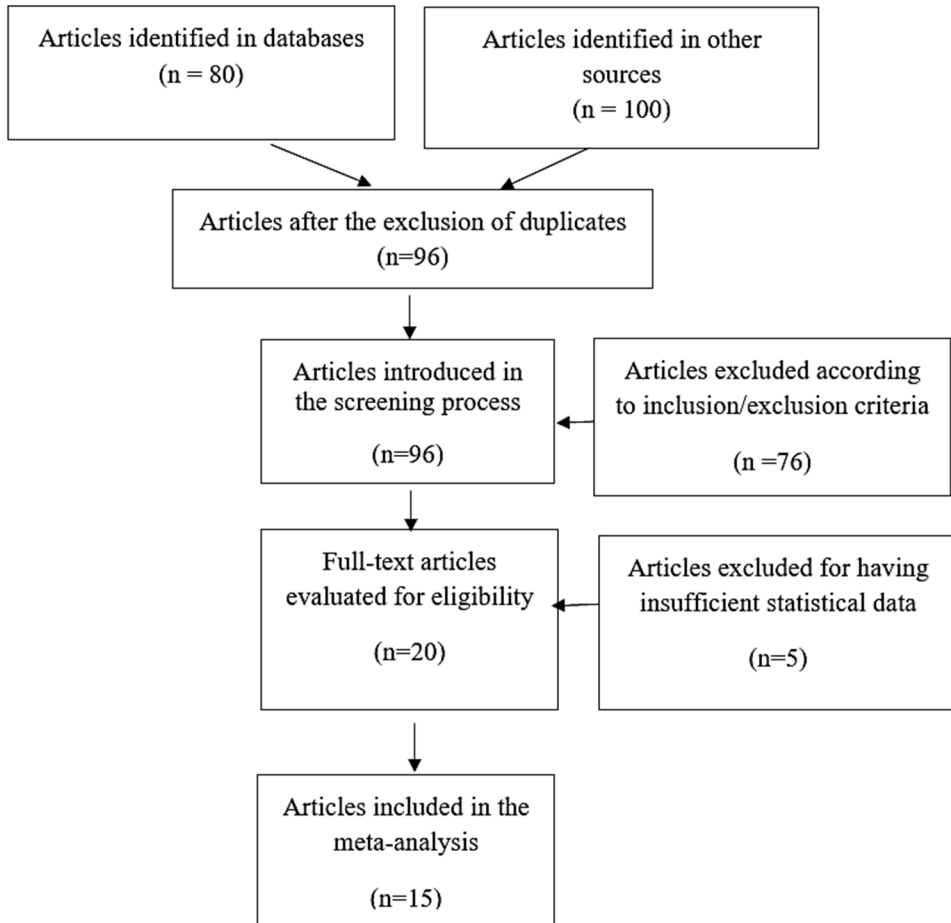 Articles identified in databases
(n = 80)
Articles identified in other
sources
(n = 100)
Articles after the exclusion of duplicates
(n=96)
Articles introduced in
the screening process
(n=96)
Articles excluded according
to inclusion/exclusion criteria
(n =76)
Full-text articles
evaluated for eligibility
(n=20)
Articles excluded for having
insufficient statistical data
(n=5)
Articles included in the
meta-analysis
(n=15)